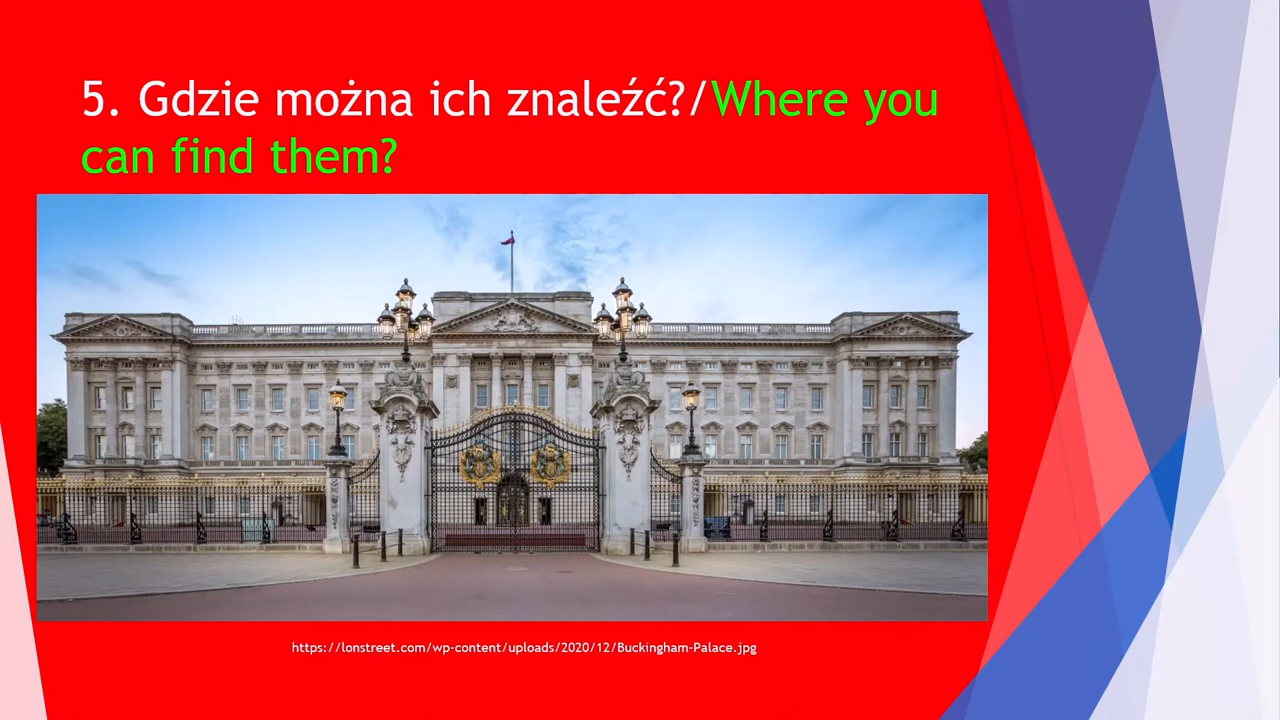 5. Gdzie można ich znaleźć?/Where you
can find them?
https://lonstreet.com/wp-content/uploads/2020/12/Buckingham-Palace.jpg